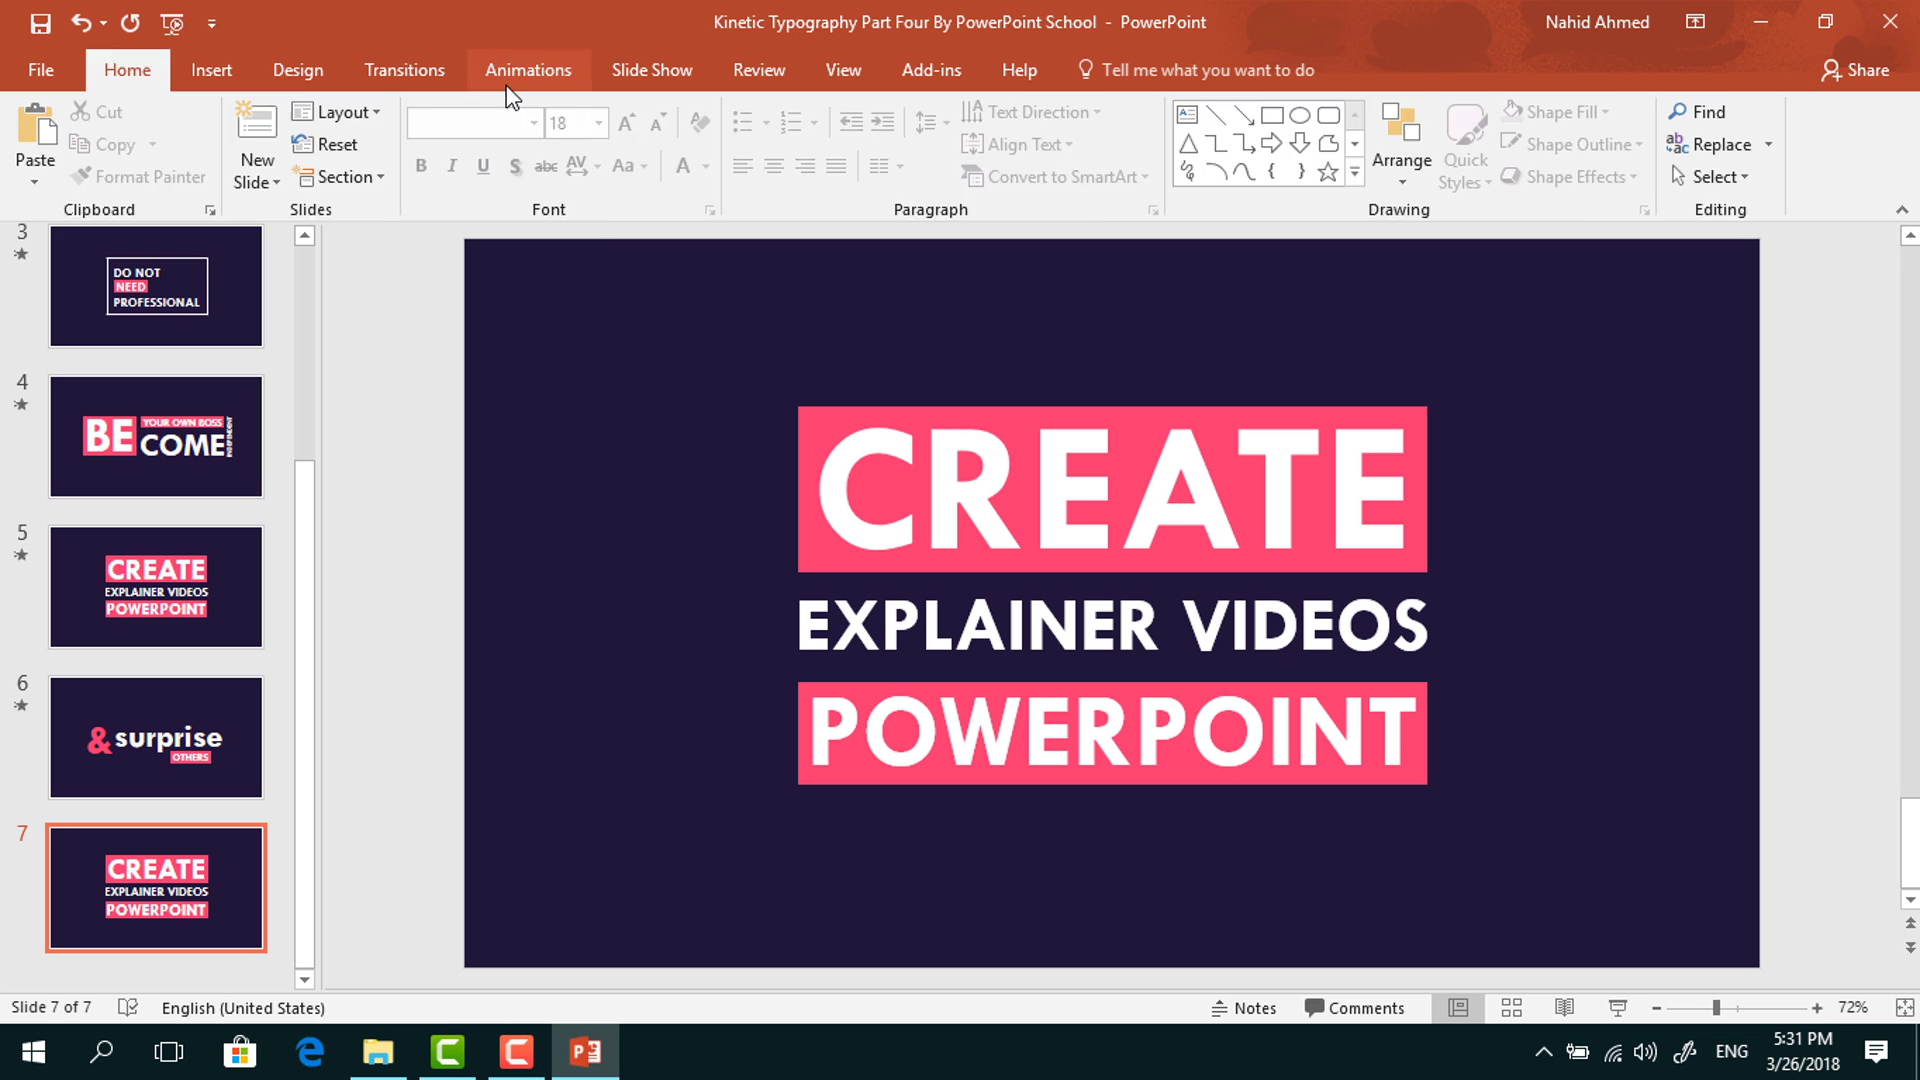 Kinetic Typography Part Four By PowerPoint School - PowerPoint
Nahid Ahmed
File Home Insert Design Transitions Animations Slide Show Review View Add-ins Help Tell me what you want to do Share
Paste
Cut
Copy
Format Painter
Clipboard
New Slide
Layout
Reset
Section
Slides
18
B I U S abc AV Aa A
Font
Text Direction
Align Text
Convert to SmartArt
Paragraph
Arrange
Quick Styles
Shape Fill
Shape Outline
Shape Effects
Drawing
Find
Replace
Select
Editing
3
DO NOT
NEED
PROFESSIONAL
4
BE
YOUR OWN BOSS
COME
INDEPENDENT
5
CREATE
EXPLAINER VIDEOS
POWERPOINT
6
& surprise
OTHERS
7
CREATE
EXPLAINER VIDEOS
POWERPOINT
CREATE
EXPLAINER VIDEOS
POWERPOINT
Slide 7 of 7 English (United States) Notes Comments 72%
ENG
5:31 PM
3/26/2018